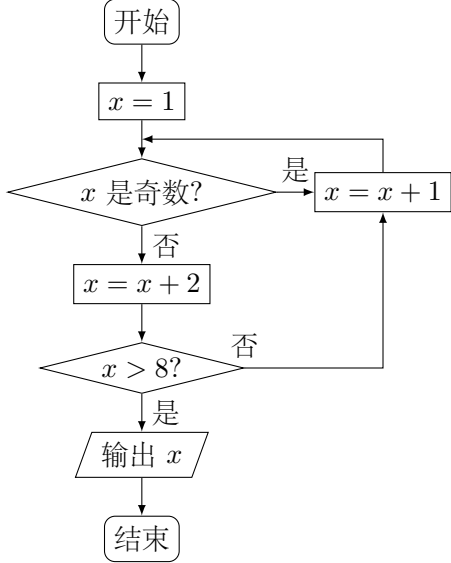 开始
x = 1
x 是奇数?
是
x = x + 1
否
x = x + 2
x > 8?
否
是
输出 x
结束